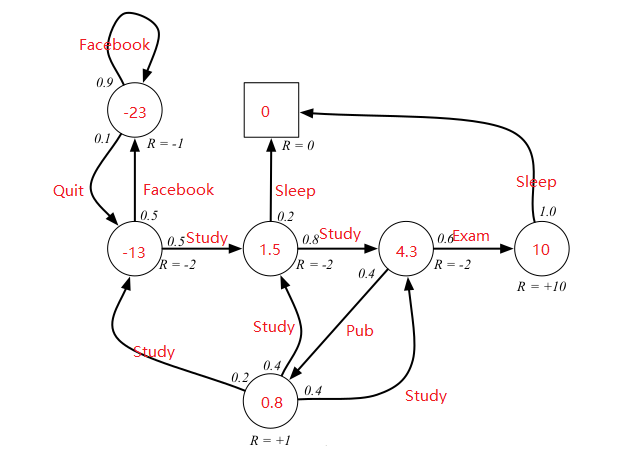 Facebook
0.9
-23
0
0.1
R = -1
R = 0
Quit
Facebook
Sleep
Sleep
0.5
0.2
1.0
0.5
Study
0.8
Study
0.6
Exam
-13
1.5
4.3
10
R = -2
R = -2
R = -2
0.4
R = +10
Study
Pub
Study
0.4
0.2
0.4
Study
0.8
R = +1